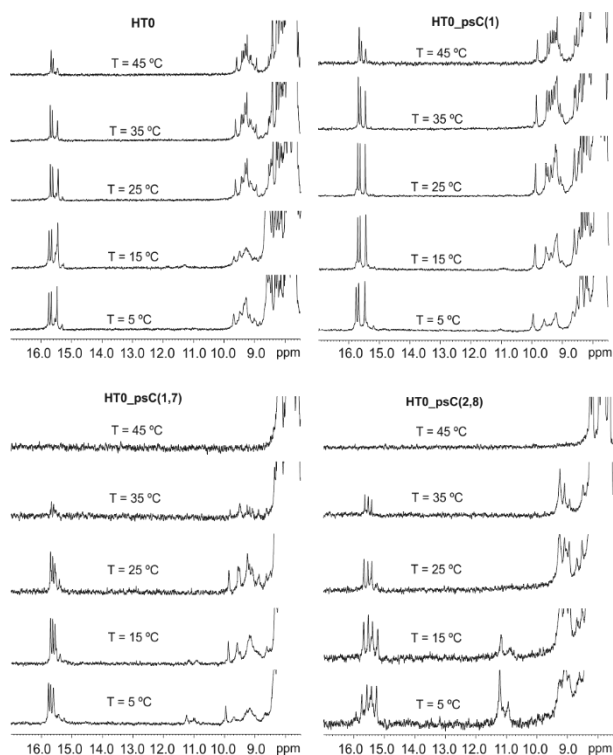 HT0
T = 45 ºC
T = 35 ºC
T = 25 ºC
T = 15 ºC
T = 5 ºC
16.0 15.0 14.0 13.0 12.0 11.0 10.0 9.0 ppm
HT0_psC(1)
T = 45 ºC
T = 35 ºC
T = 25 ºC
T = 15 ºC
T = 5 ºC
16.0 15.0 14.0 13.0 12.0 11.0 10.0 9.0 ppm
HT0_psC(1,7)
T = 45 ºC
T = 35 ºC
T = 25 ºC
T = 15 ºC
T = 5 ºC
16.0 15.0 14.0 13.0 12.0 11.0 10.0 9.0 ppm
HT0_psC(2,8)
T = 45 ºC
T = 35 ºC
T = 25 ºC
T = 15 ºC
T = 5 ºC
17.0 16.0 15.0 14.0 13.0 12.0 11.0 10.0 9.0 ppm